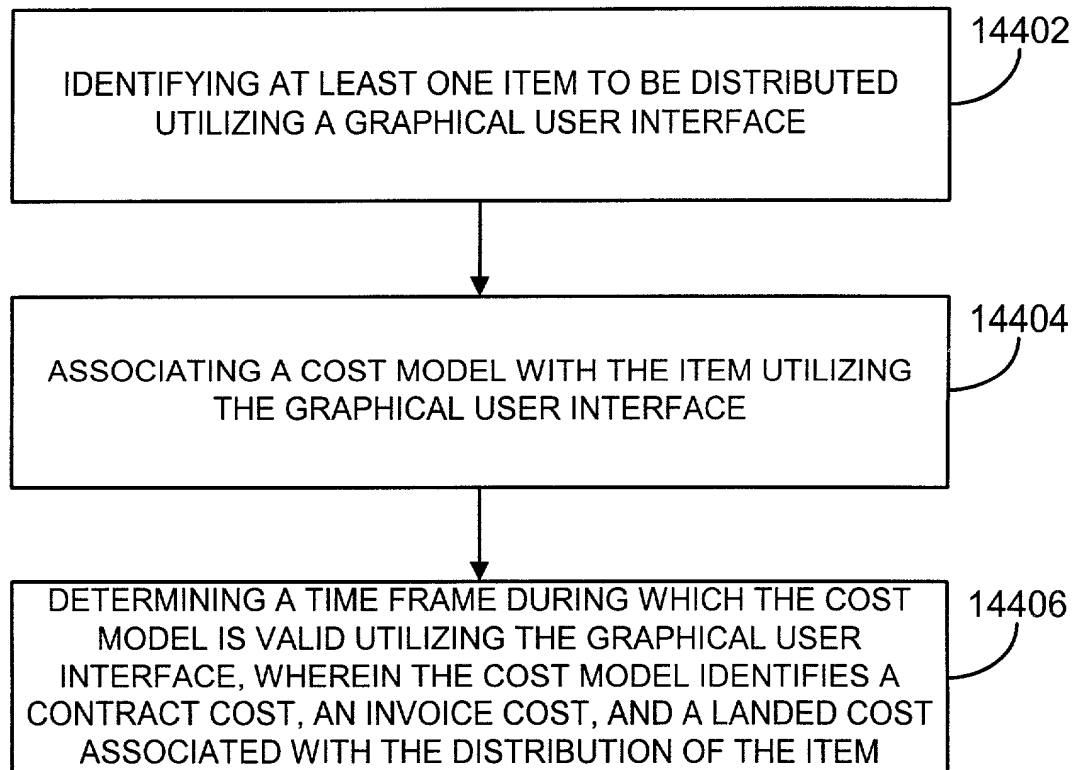 14402
IDENTIFYING AT LEAST ONE ITEM TO BE DISTRIBUTED
UTILIZING A GRAPHICAL USER INTERFACE
14404
ASSOCIATING A COST MODEL WITH THE ITEM UTILIZING
THE GRAPHICAL USER INTERFACE
14406
DETERMINING A TIME FRAME DURING WHICH THE COST
MODEL IS VALID UTILIZING THE GRAPHICAL USER
INTERFACE, WHEREIN THE COST MODEL IDENTIFIES A
CONTRACT COST, AN INVOICE COST, AND A LANDED COST
ASSOCIATED WITH THE DISTRIBUTION OF THE ITEM